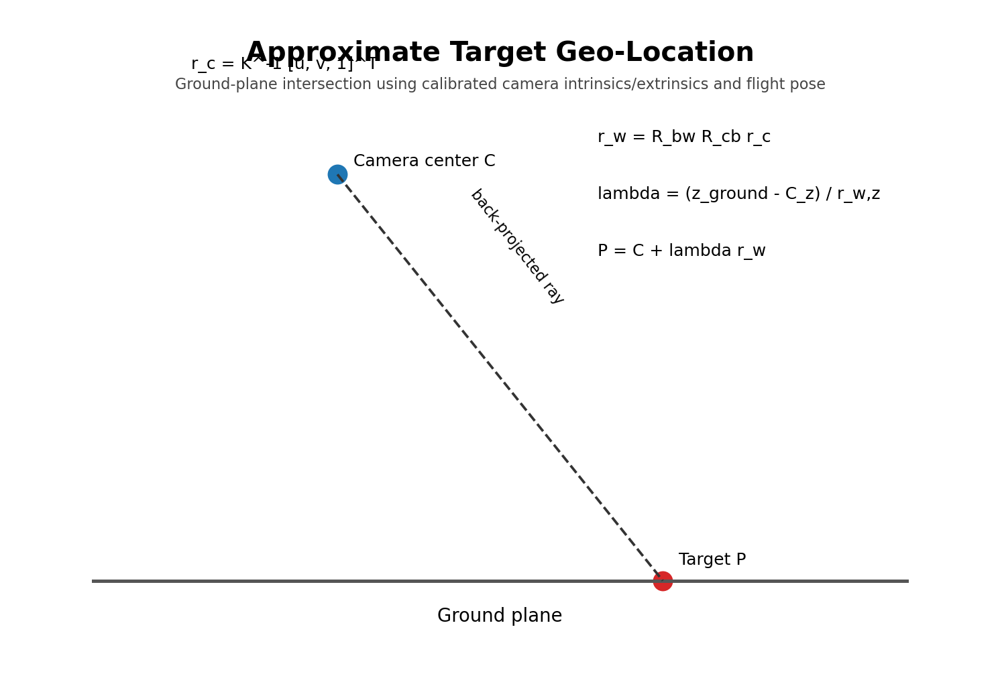 Approximate Target Geo-Location
r_c = K^-1 [u, v, 1]^T
Ground-plane intersection using calibrated camera intrinsics/extrinsics and flight pose
r_w = R_bw R_cb r_c
Camera center C
lambda = (z_ground - C_z) / r_w,z
back-projected ray
P = C + lambda r_w
Target P
Ground plane